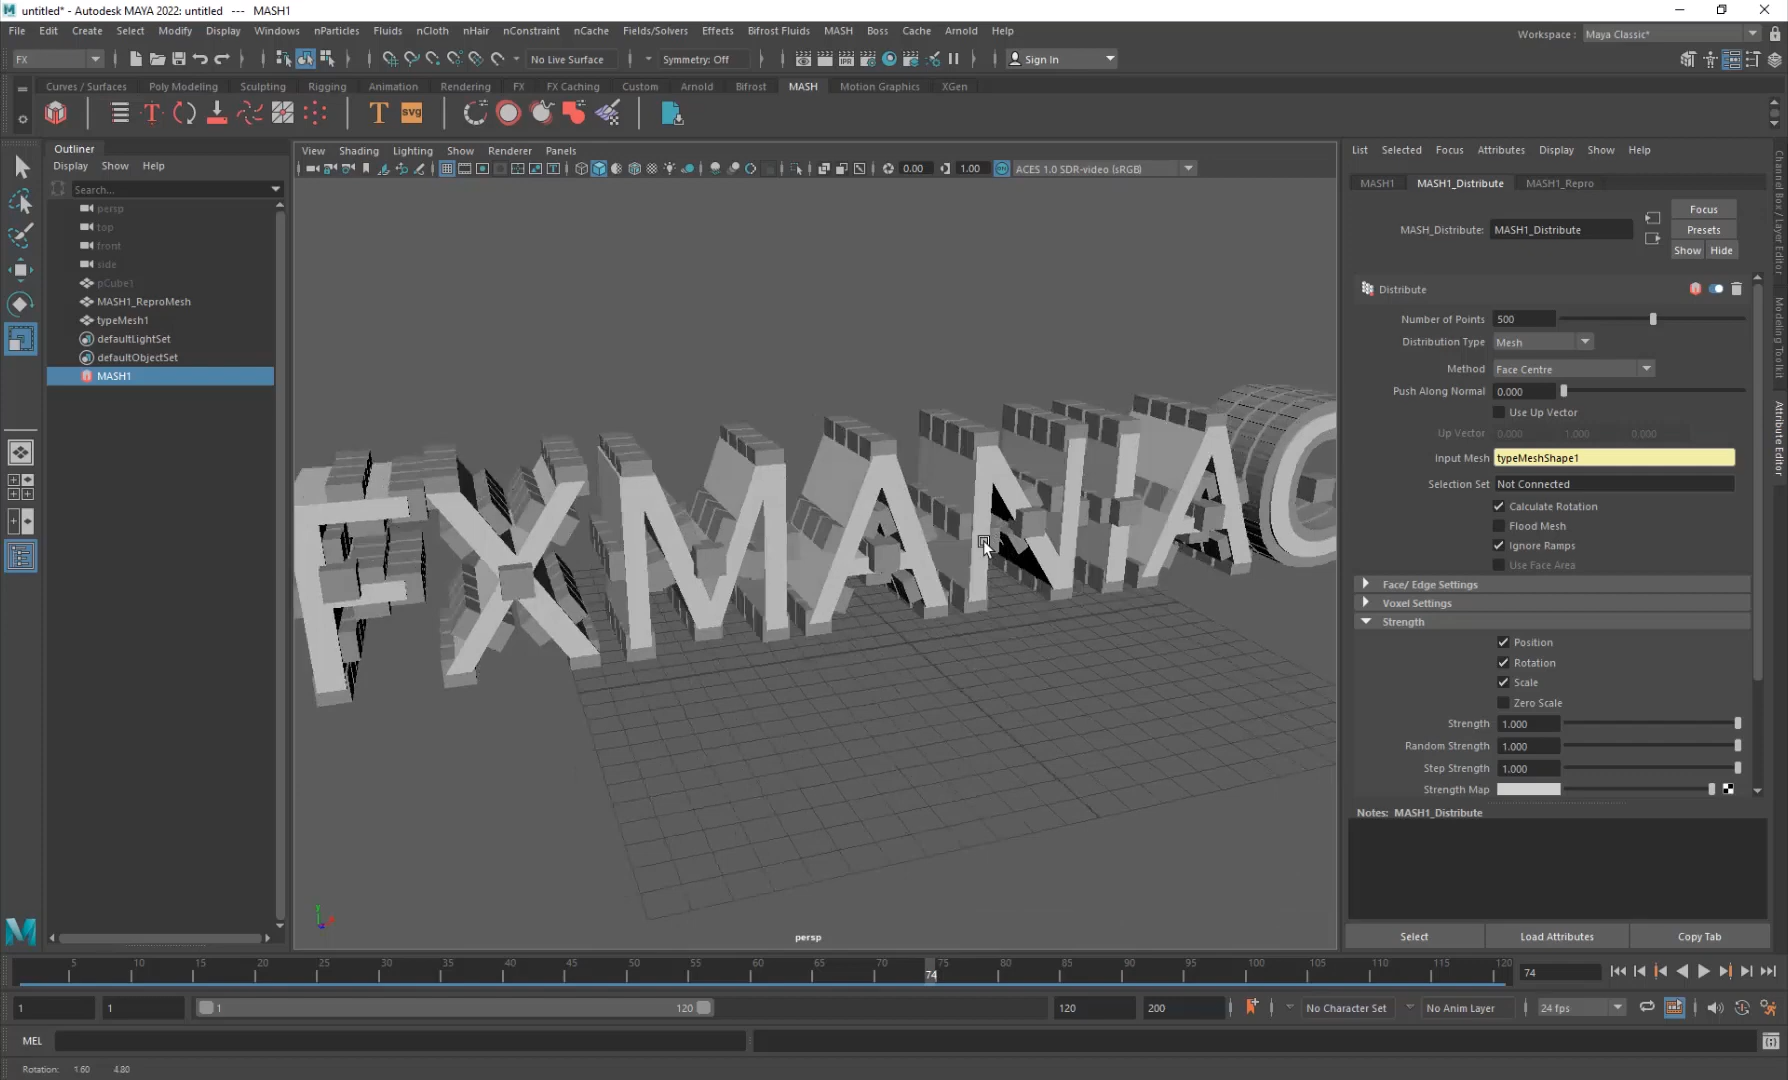 untitled* - Autodesk MAYA 2022: untitled   ---   MASH1
File Edit Create Select Modify Display Windows nParticles Fluids nCloth nHair nConstraint nCache Fields/Solvers Effects Bifrost Fluids MASH Boss Cache Arnold Help
Workspace : Maya Classic*
FX No Live Surface Symmetry: Off IPR Sign In
Curves / Surfaces Poly Modeling Sculpting Rigging Animation Rendering FX FX Caching Custom Arnold Bifrost MASH Motion Graphics XGen
T T SVG
Outliner
Display Show Help
Search...
persp
top
front
side
pCube1
MASH1_ReproMesh
typeMesh1
defaultLightSet
defaultObjectSet
MASH1
View Shading Lighting Show Renderer Panels
0.00 1.00 ACES 1.0 SDR-video (sRGB)
FXMANIAC
persp
List Selected Focus Attributes Display Show Help
MASH1 MASH1_Distribute MASH1_Repro
Focus
MASH_Distribute: MASH1_Distribute Presets
Show Hide
Distribute
Number of Points 500
Distribution Type Mesh
Method Face Centre
Push Along Normal 0.000
Use Up Vector
Up Vector 0.000 1.000 0.000
Input Mesh typeMeshShape1
Selection Set Not Connected
Calculate Rotation
Flood Mesh
Ignore Ramps
Use Face Area
Face/ Edge Settings
Voxel Settings
Strength
Position
Rotation
Scale
Zero Scale
Strength 1.000
Random Strength 1.000
Step Strength 1.000
Strength Map
Notes: MASH1_Distribute
Select Load Attributes Copy Tab
Channel Box / Layer Editor
Modeling Toolkit
Attribute Editor
5 10 15 20 25 30 35 40 45 50 55 60 65 70 75 80 85 90 95 100 105 110 115 120
74 74
1 1 1 120 120 200 No Character Set No Anim Layer 24 fps
MEL
Rotation: 1.60 4.80